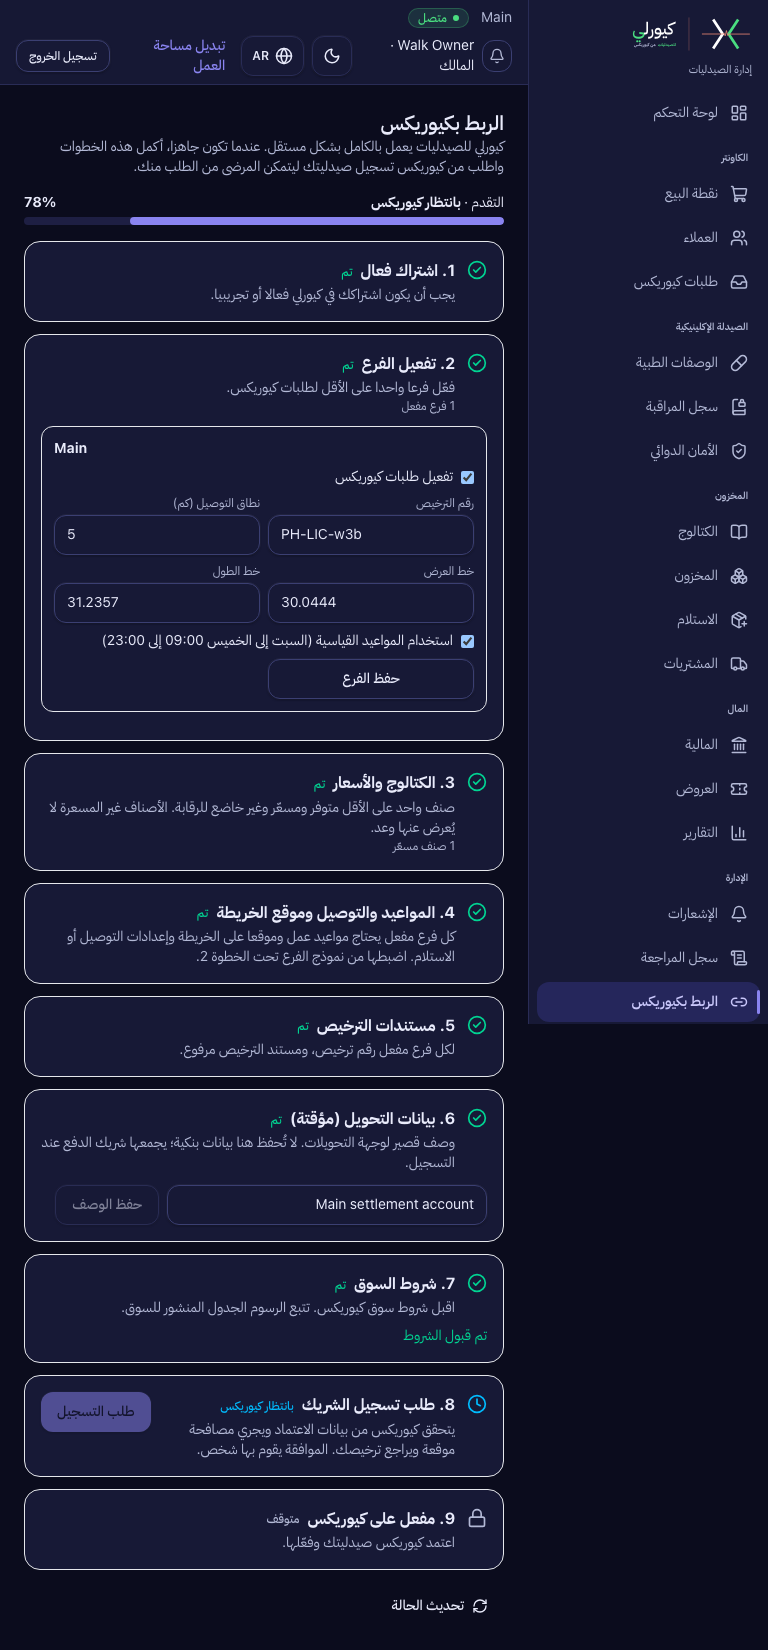 كيورلي
للصيدليات من كيوريكس
إدارة الصيدليات
لوحة التحكم
الكاونتر
نقطة البيع
العملاء
طلبات كيوريكس
الصيدلة الإكلينيكية
الوصفات الطبية
سجل المراقبة
الأمان الدوائي
المخزون
الكتالوج
المخزون
الاستلام
المشتريات
المال
المالية
العروض
التقارير
الإدارة
الإشعارات
سجل المراجعة
الربط بكيوريكس
Main
متصل
Walk Owner ·
المالك
AR
تبديل مساحة
العمل
تسجيل الخروج
الربط بكيوريكس
كيورلي للصيدليات يعمل بالكامل بشكل مستقل. عندما تكون جاهزا، أكمل هذه الخطوات
واطلب من كيوريكس تسجيل صيدليتك ليتمكن المرضى من الطلب منك.
التقدم · بانتظار كيوريكس
78%
1. اشتراك فعال تم
يجب أن يكون اشتراكك في كيورلي فعالا أو تجريبيا.
2. تفعيل الفرع تم
فعّل فرعا واحدا على الأقل لطلبات كيوريكس.
1 فرع مفعل
Main
تفعيل طلبات كيوريكس
رقم الترخيص
نطاق التوصيل (كم)
PH-LIC-w3b
5
خط العرض
خط الطول
30.0444
31.2357
استخدام المواعيد القياسية (السبت إلى الخميس 09:00 إلى 23:00)
حفظ الفرع
3. الكتالوج والأسعار تم
صنف واحد على الأقل متوفر ومسعّر وغير خاضع للرقابة. الأصناف غير المسعرة لا
يُعرض عنها وعد.
1 صنف مسعّر
4. المواعيد والتوصيل وموقع الخريطة تم
كل فرع مفعل يحتاج مواعيد عمل وموقعا على الخريطة وإعدادات التوصيل أو
الاستلام. اضبطها من نموذج الفرع تحت الخطوة 2.
5. مستندات الترخيص تم
لكل فرع مفعل رقم ترخيص، ومستند الترخيص مرفوع.
6. بيانات التحويل (مؤقتة) تم
وصف قصير لوجهة التحويلات. لا تُحفظ هنا بيانات بنكية؛ يجمعها شريك الدفع عند
التسجيل.
Main settlement account
حفظ الوصف
7. شروط السوق تم
اقبل شروط سوق كيوريكس. تتبع الرسوم الجدول المنشور للسوق.
تم قبول الشروط
8. طلب تسجيل الشريك بانتظار كيوريكس
يتحقق كيوريكس من بيانات الاعتماد ويجري مصافحة
موقعة ويراجع ترخيصك. الموافقة يقوم بها شخص.
طلب التسجيل
9. مفعل على كيوريكس متوقف
اعتمد كيوريكس صيدليتك وفعّلها.
تحديث الحالة